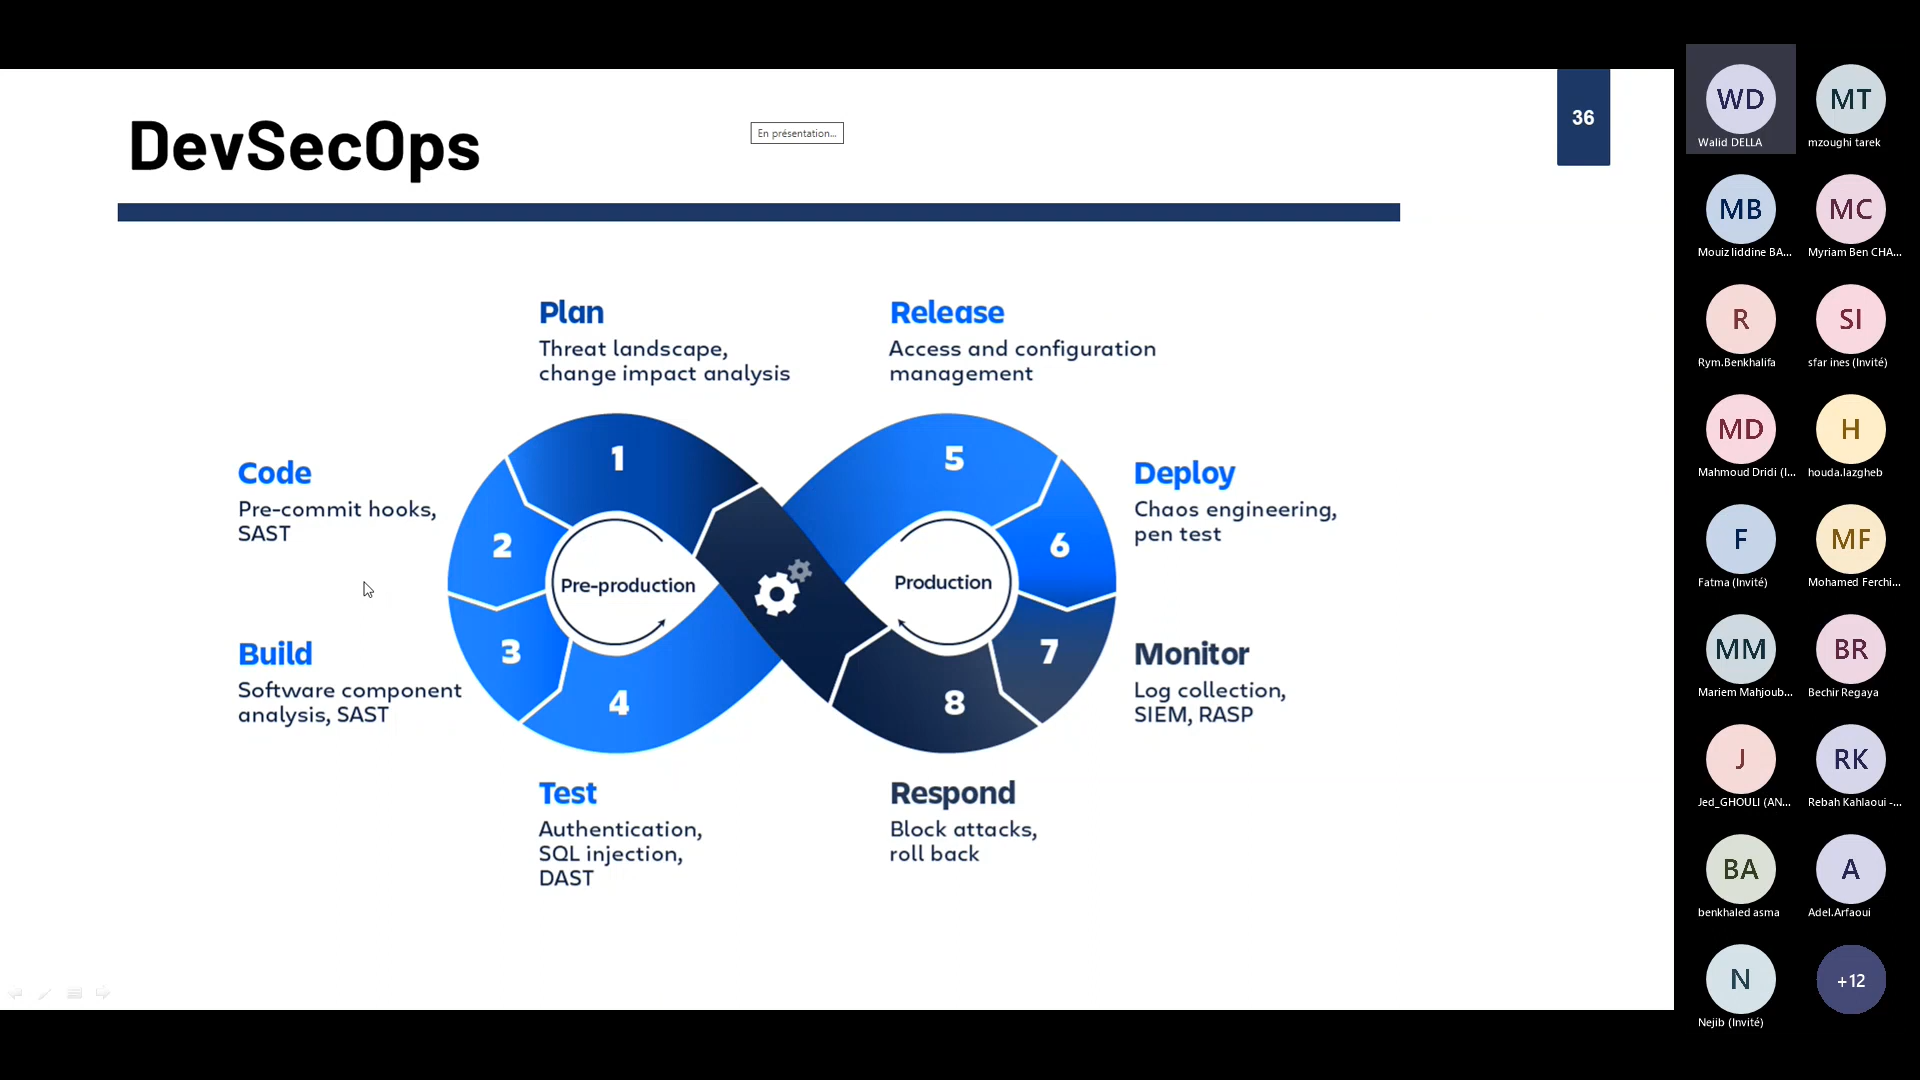 DevSecOps
En présentation...
36
Plan
Threat landscape,
change impact analysis
Release
Access and configuration
management
Code
Pre-commit hooks,
SAST
Deploy
Chaos engineering,
pen test
Build
Software component
analysis, SAST
Monitor
Log collection,
SIEM, RASP
Test
Authentication,
SQL injection,
DAST
Respond
Block attacks,
roll back
1
2
3
4
5
6
7
8
Pre-production
Production
WD
Walid DELLA
MT
mzoughi tarek
MB
Mouiz liddine BA...
MC
Myriam Ben CHA...
R
Rym.Benkhalifa
SI
sfar ines (Invité)
MD
Mahmoud Dridi (I...
H
houda.lazgheb
F
Fatma (Invité)
MF
Mohamed Ferchi...
MM
Mariem Mahjoub...
BR
Bechir Regaya
J
Jed_GHOULI (AN...
RK
Rebah Kahlaoui -...
BA
benkhaled asma
A
Adel.Arfaoui
N
Nejib (Invité)
+12